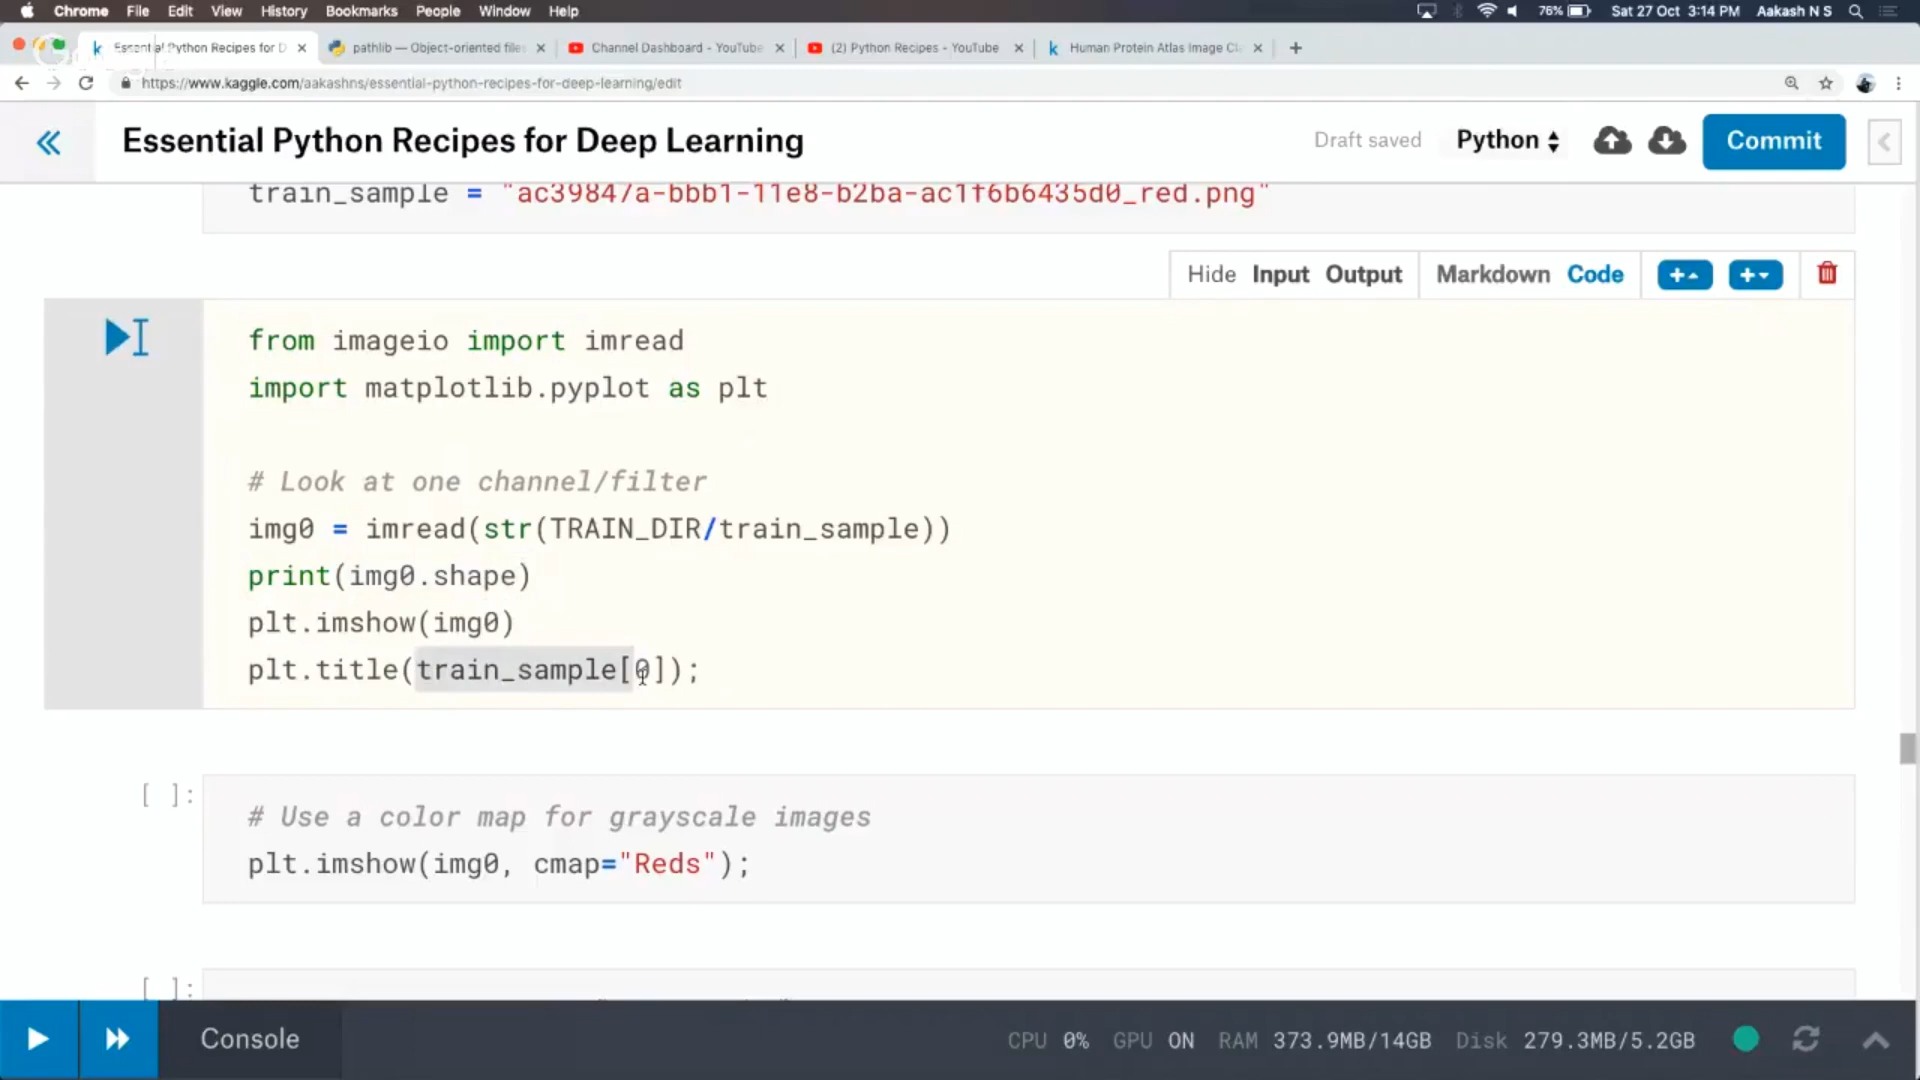 Chrome File Edit View History Bookmarks People Window Help 76% Sat 27 Oct 3:14 PM Aakash N S
Python Recipes for D pathlib — Object-oriented files Channel Dashboard - YouTube (2) Python Recipes - YouTube Human Protein Atlas Image Cl
https://www.kaggle.com/aakashns/essential-python-recipes-for-deep-learning/edit
Essential Python Recipes for Deep Learning Draft saved Python Commit
train_sample = "ac39847a-bbb1-11e8-b2ba-ac1f6b6435d0_red.png"
Hide Input Output Markdown Code
from imageio import imread
import matplotlib.pyplot as plt
# Look at one channel/filter
img0 = imread(str(TRAIN_DIR/train_sample))
print(img0.shape)
plt.imshow(img0)
plt.title(train_sample[0]);
[ ]:
# Use a color map for grayscale images
plt.imshow(img0, cmap="Reds");
[ ]:
Console CPU 0% GPU ON RAM 373.9MB/14GB Disk 279.3MB/5.2GB